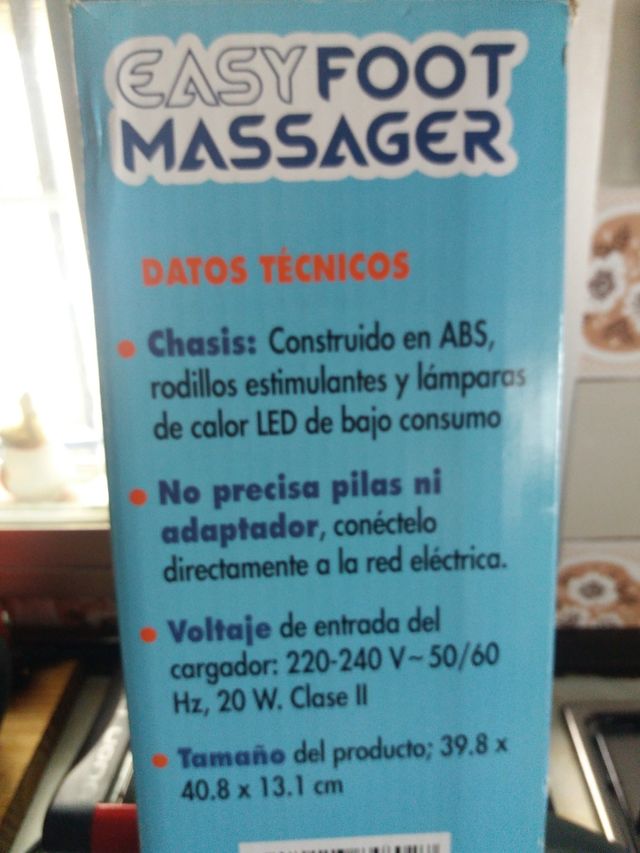 EASYFOOT
MASSAGER
DATOS TÉCNICOS
• Chasis: Construido en ABS,
rodillos estimulantes y lámparas
de calor LED de bajo consumo
• No precisa pilas ni
adaptador, conéctelo
directamente a la red eléctrica.
• Voltaje de entrada del
cargador: 220-240 V~50/60
Hz, 20 W. Clase II
• Tamaño del producto; 39.8 x
40.8 x 13.1 cm